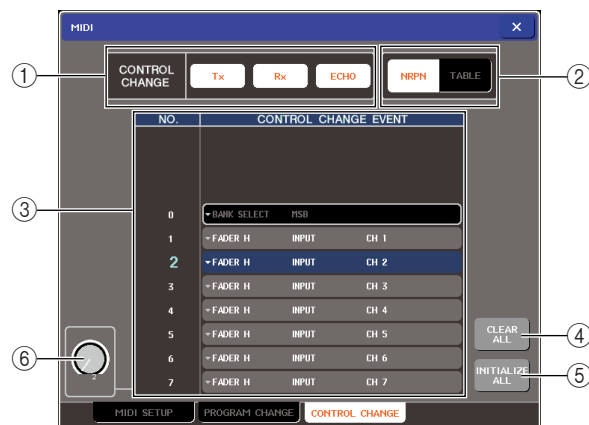 MIDI
×
① CONTROL CHANGE Tx Rx ECHO NRPN TABLE ②
NO. CONTROL CHANGE EVENT
③
0 BANK SELECT MSB
1 FADER H INPUT CH 1
2 FADER H INPUT CH 2
3 FADER H INPUT CH 3
4 FADER H INPUT CH 4
5 FADER H INPUT CH 5
CLEAR ALL ④
6 FADER H INPUT CH 6
⑥
2
7 FADER H INPUT CH 7
INITIALIZE ALL ⑤
MIDI SETUP PROGRAM CHANGE CONTROL CHANGE